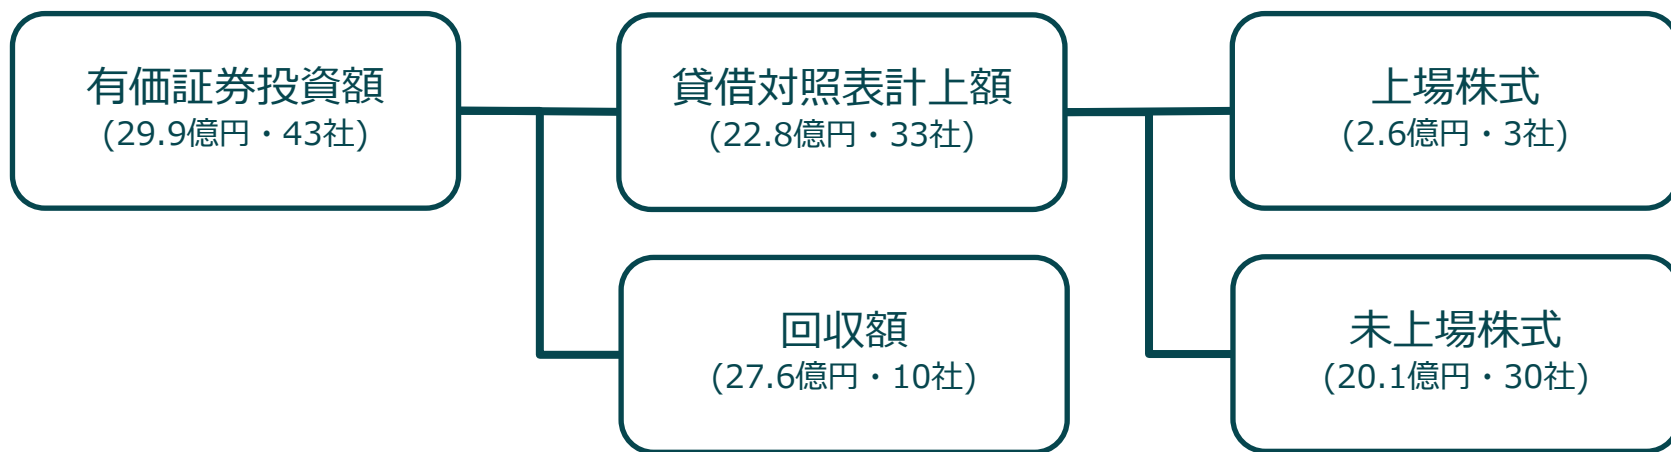 有価証券投資額
(29.9億円・43社)
貸借対照表計上額
(22.8億円・33社)
上場株式
(2.6億円・3社)
回収額
(27.6億円・10社)
未上場株式
(20.1億円・30社)